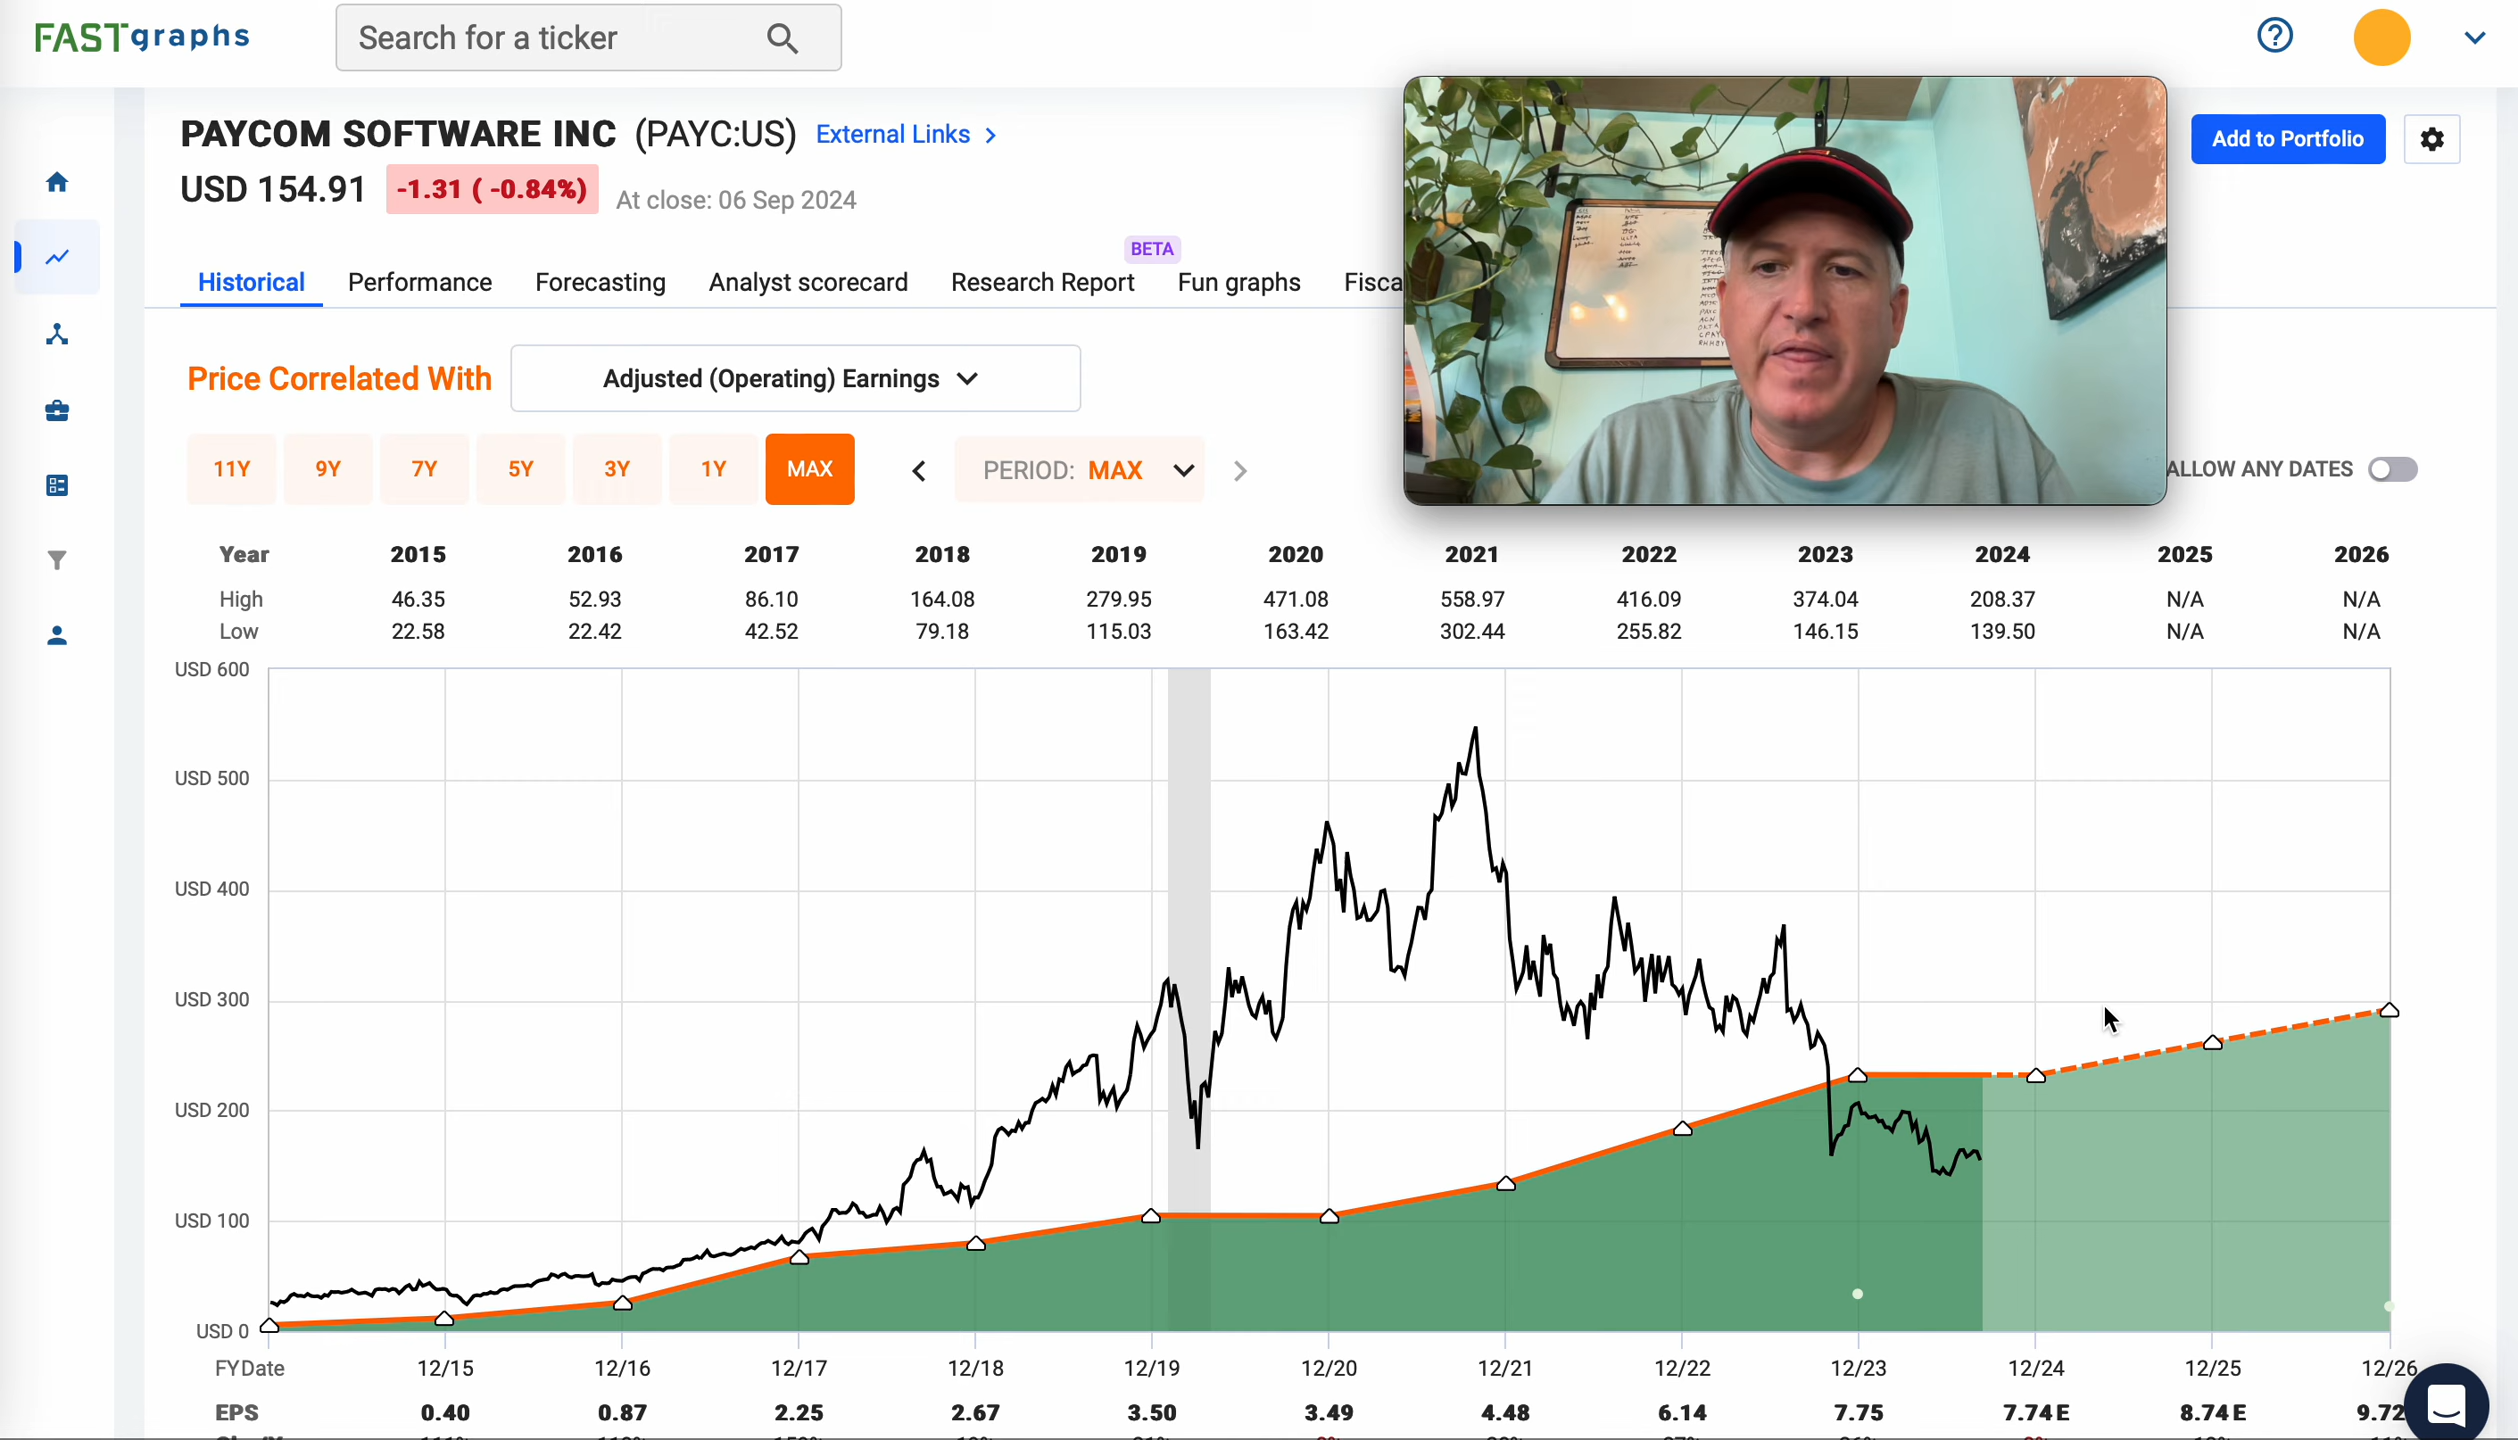 FASTgraphs
Search for a ticker
PAYCOM SOFTWARE INC (PAYC:US) External Links >
Add to Portfolio
USD 154.91 -1.31 ( -0.84%) At close: 06 Sep 2024
BETA
Historical Performance Forecasting Analyst scorecard Research Report Fun graphs Fisca
Price Correlated With Adjusted (Operating) Earnings
11Y 9Y 7Y 5Y 3Y 1Y MAX PERIOD: MAX ALLOW ANY DATES
Year 2015 2016 2017 2018 2019 2020 2021 2022 2023 2024 2025 2026
High 46.35 52.93 86.10 164.08 279.95 471.08 558.97 416.09 374.04 208.37 N/A N/A
Low 22.58 22.42 42.52 79.18 115.03 163.42 302.44 255.82 146.15 139.50 N/A N/A
USD 600
USD 500
USD 400
USD 300
USD 200
USD 100
USD 0
FYDate 12/15 12/16 12/17 12/18 12/19 12/20 12/21 12/22 12/23 12/24 12/25 12/26
EPS 0.40 0.87 2.25 2.67 3.50 3.49 4.48 6.14 7.75 7.74E 8.74E 9.72